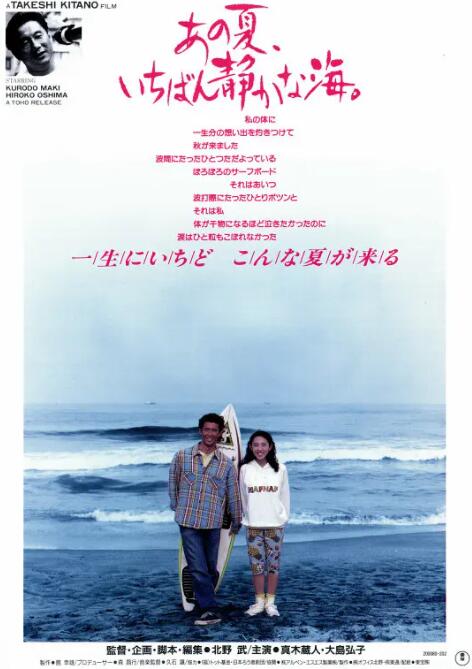 A TAKESHI KITANO FILM
あの夏、
いちばん静かな海。
STARRING
KURODO MAKI
HIROKO OSHIMA
A TOHO RELEASE
私の体に
一生分の想い出を灼きつけて
秋が来ました
波間にたったひとつただよっている
ぼろぼろのサーフボード
それはあいつ
波打際にたったひとりポツンと
それは私
体が干物になるほど泣きたかったのに
涙はひと粒もこぼれなかった
一/生/に/い/ち/ど こ/ん/な/夏/が/来/る
NAFNAF
監督・企画・脚本・編集●北野 武/主演●真木蔵人・大島弘子